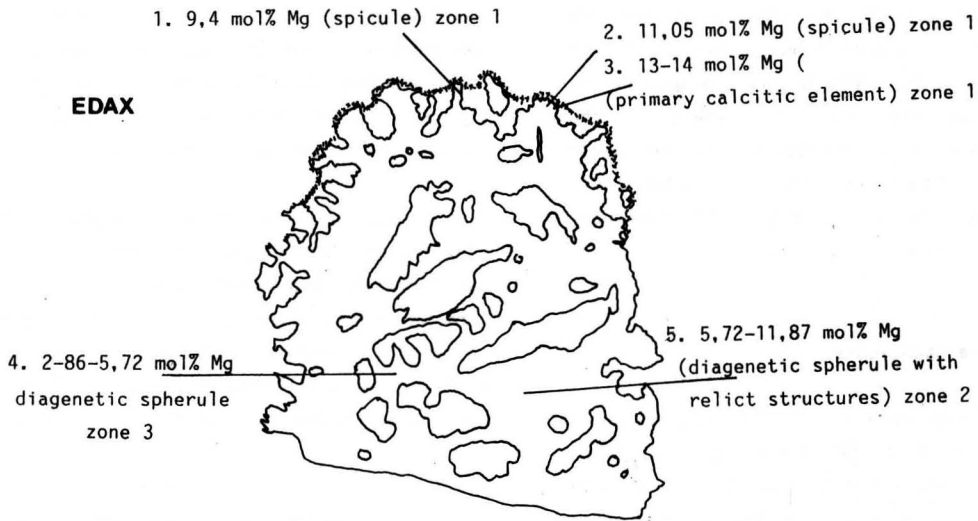 1. 9,4 mol% Mg (spicule) zone 1
2. 11,05 mol% Mg (spicule) zone 1
3. 13-14 mol% Mg (
(primary calcitic element) zone 1
EDAX
4. 2-86-5,72 mol% Mg
diagenetic spherule
zone 3
5. 5,72-11,87 mol% Mg
(diagenetic spherule with
relict structures) zone 2